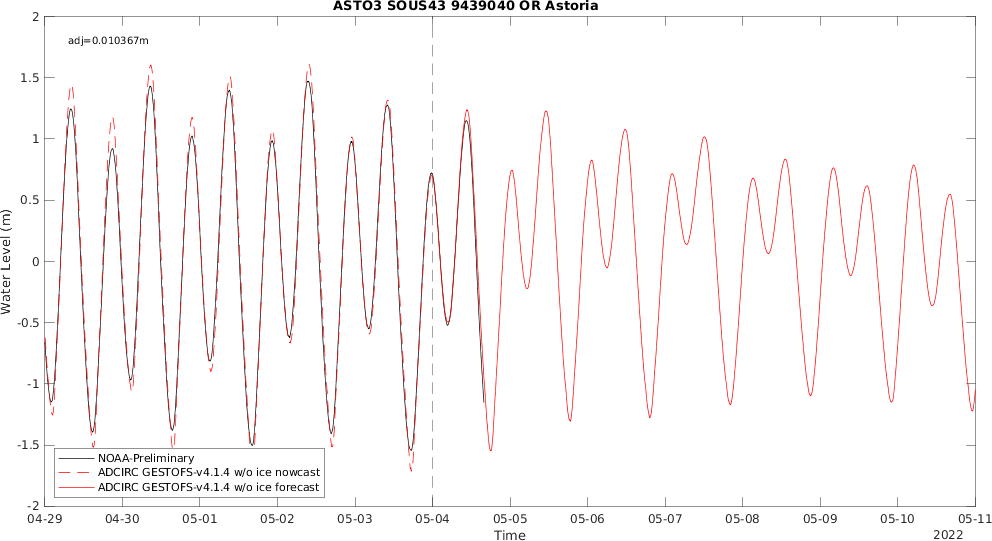 ASTO3 SOUS43 9439040 OR Astoria
adj=0.010367m
2
1.5
1
0.5
0
-0.5
-1
-1.5
-2
Water Level (m)
NOAA-Preliminary
ADCIRC GESTOFS-v4.1.4 w/o ice nowcast
ADCIRC GESTOFS-v4.1.4 w/o ice forecast
04-29 04-30 05-01 05-02 05-03 05-04 05-05 05-06 05-07 05-08 05-09 05-10 05-11
Time
2022